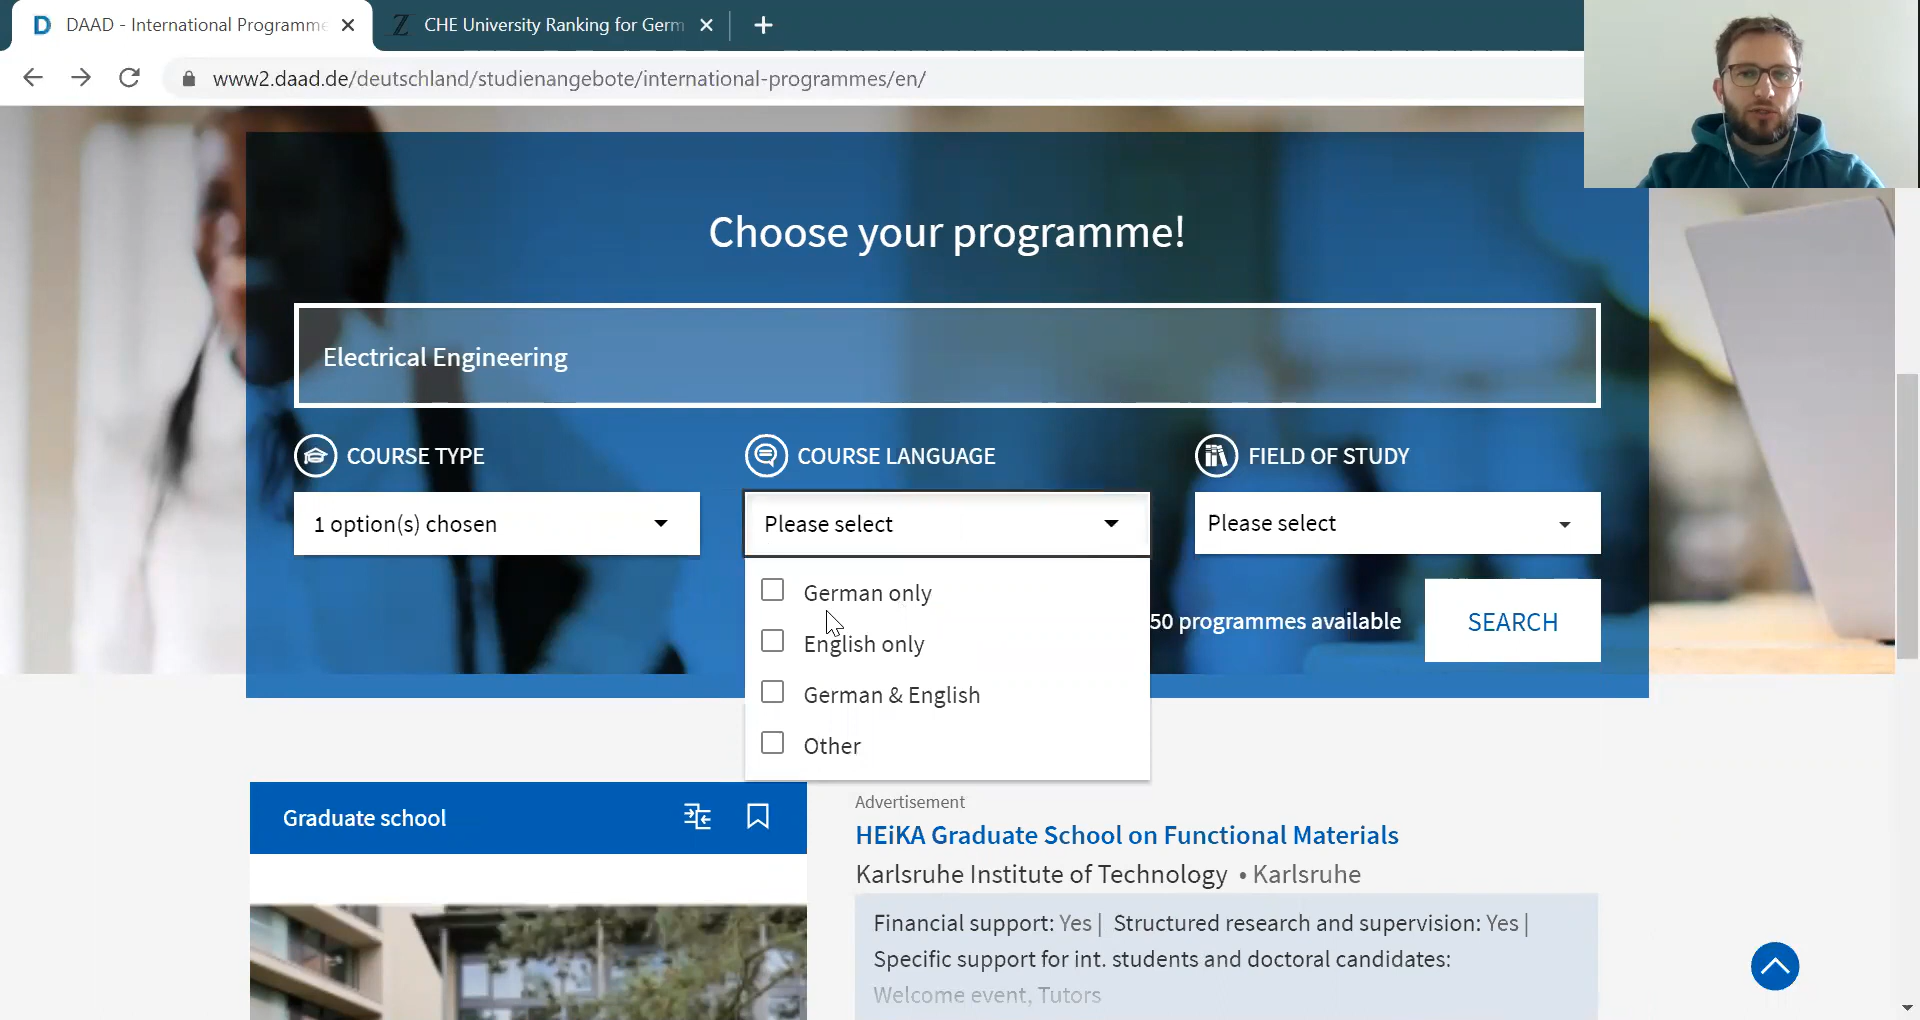 DAAD - International Programme
CHE University Ranking for Germ
www2.daad.de/deutschland/studienangebote/international-programmes/en/
Choose your programme!
Electrical Engineering
COURSE TYPE
COURSE LANGUAGE
FIELD OF STUDY
1 option(s) chosen
Please select
Please select
German only
English only
German & English
Other
50 programmes available
SEARCH
Graduate school
Advertisement
HEiKA Graduate School on Functional Materials
Karlsruhe Institute of Technology • Karlsruhe
Financial support: Yes | Structured research and supervision: Yes |
Specific support for int. students and doctoral candidates:
Welcome event, Tutors